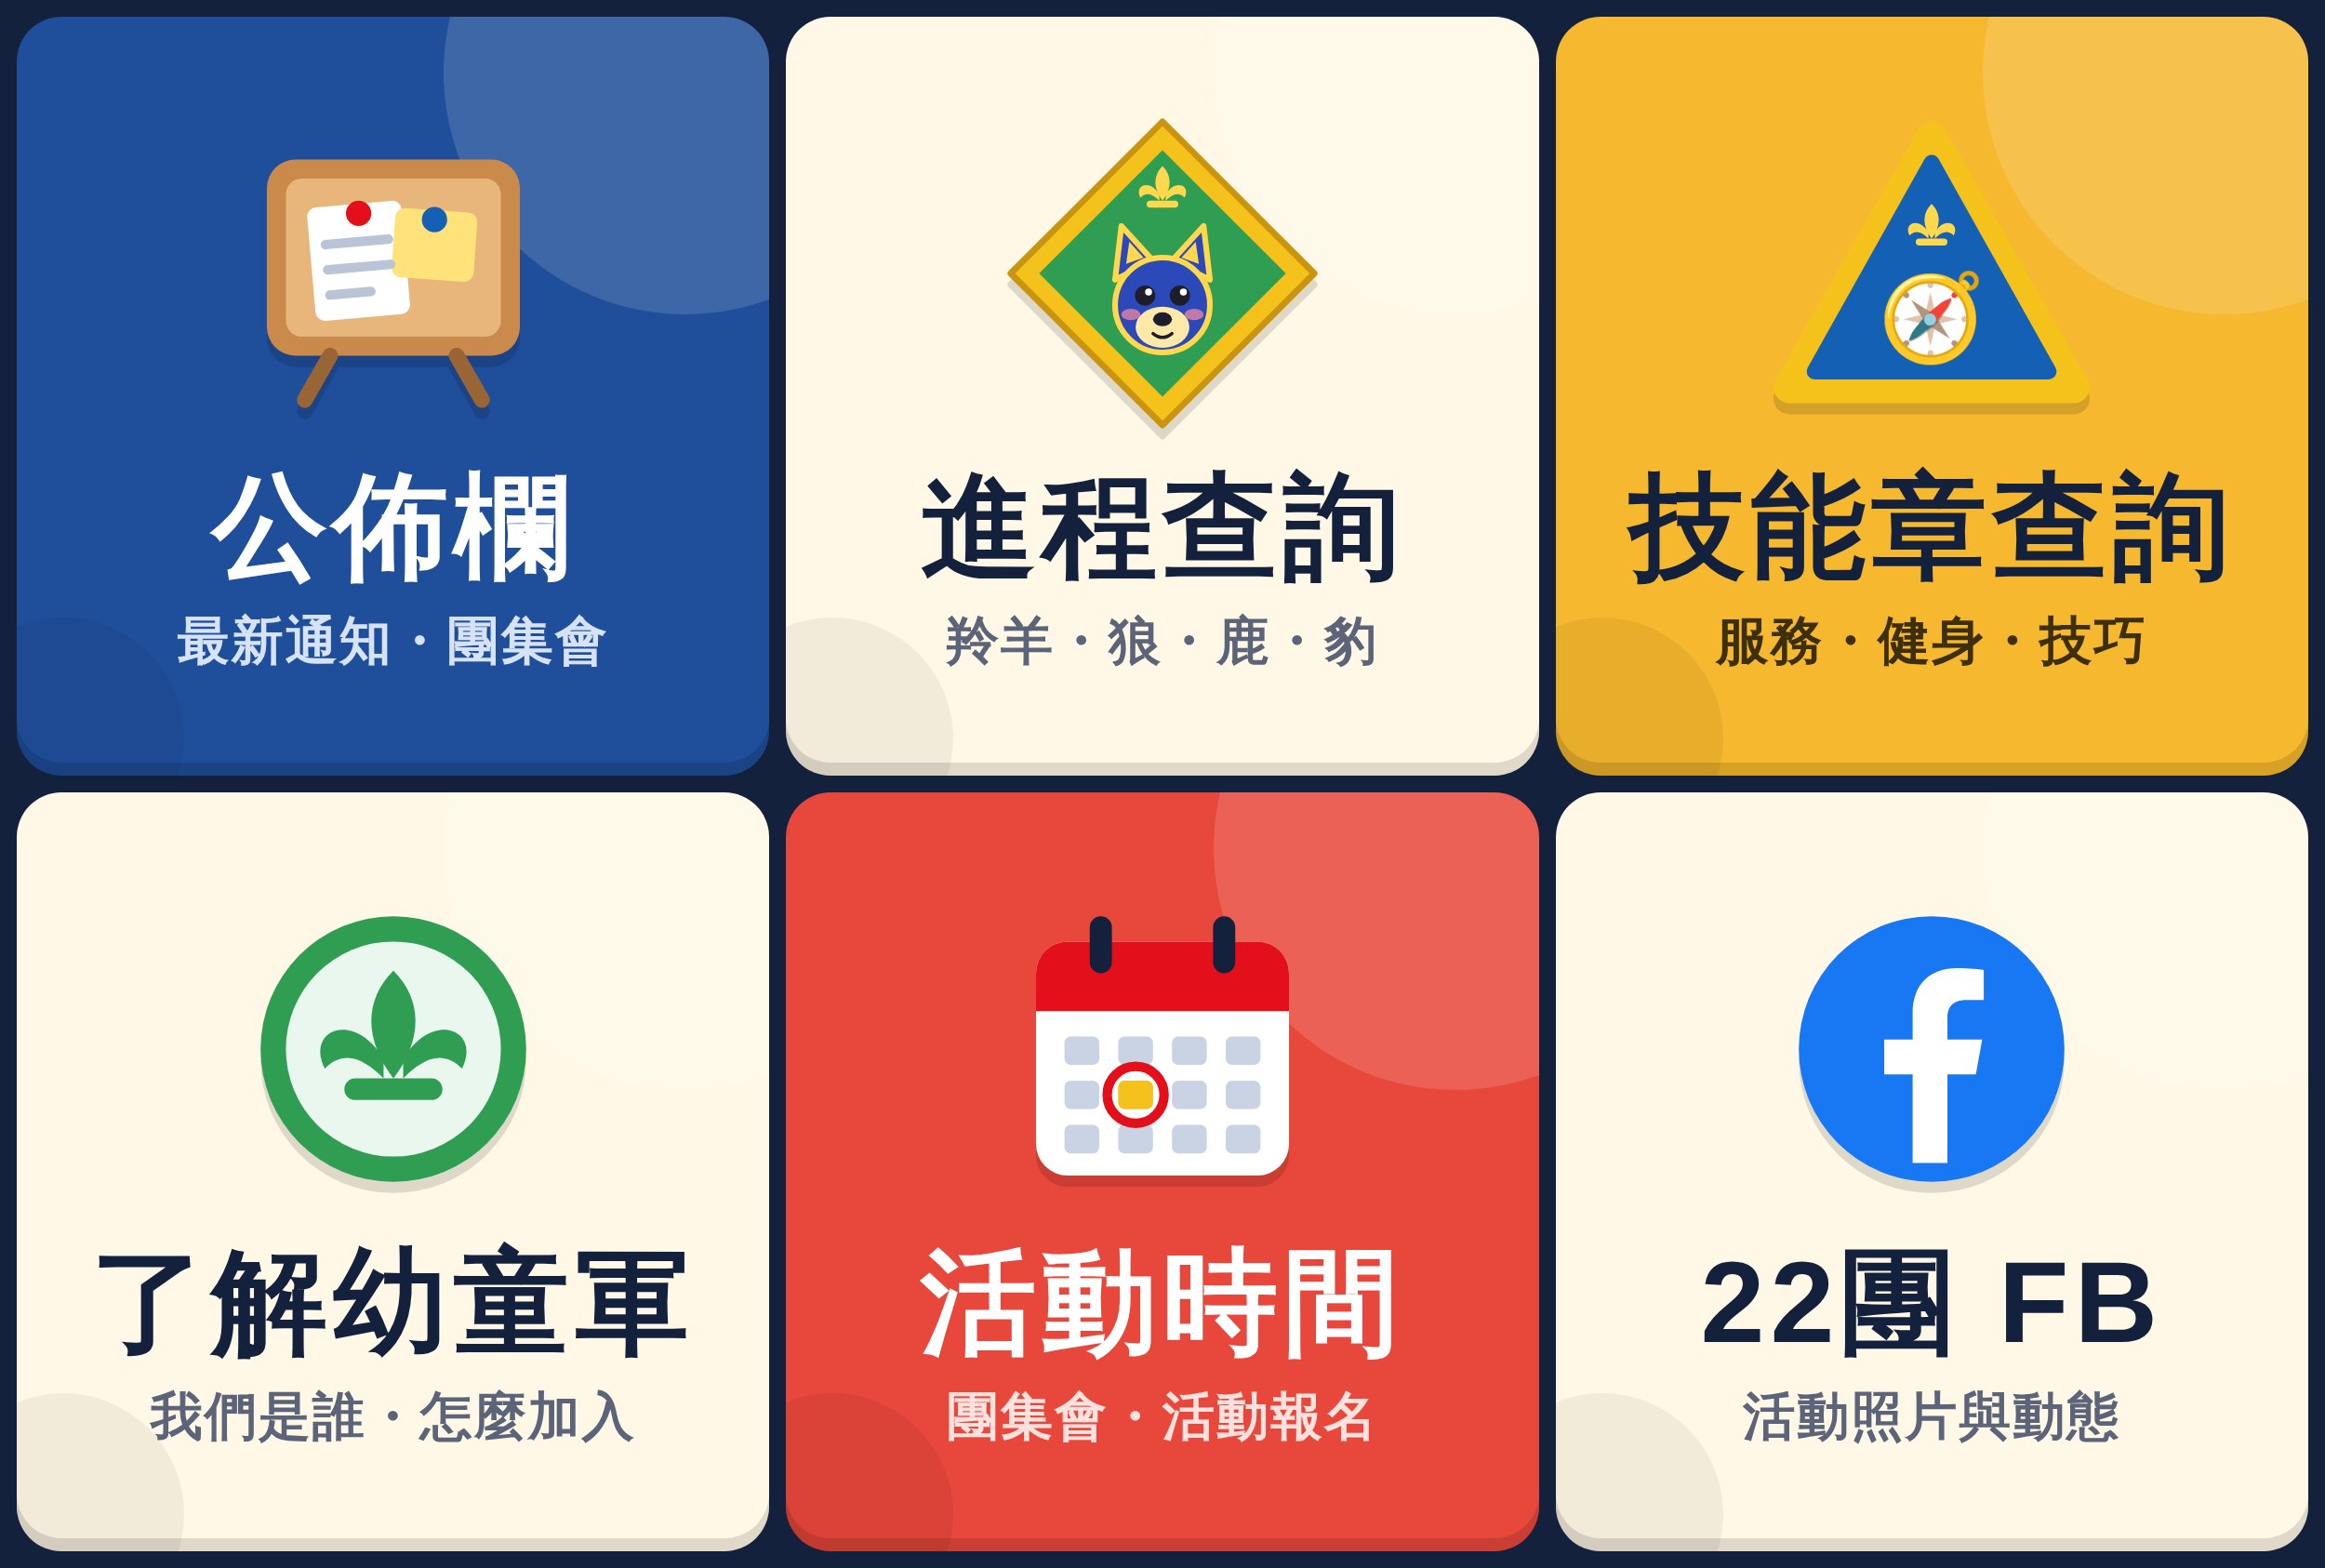 公佈欄
最新通知・團集會
進程查詢
羚羊・狼・鹿・豹
技能章查詢
服務・健身・技巧
了解幼童軍
我們是誰・怎麼加入
活動時間
團集會・活動報名
22團 FB
活動照片與動態